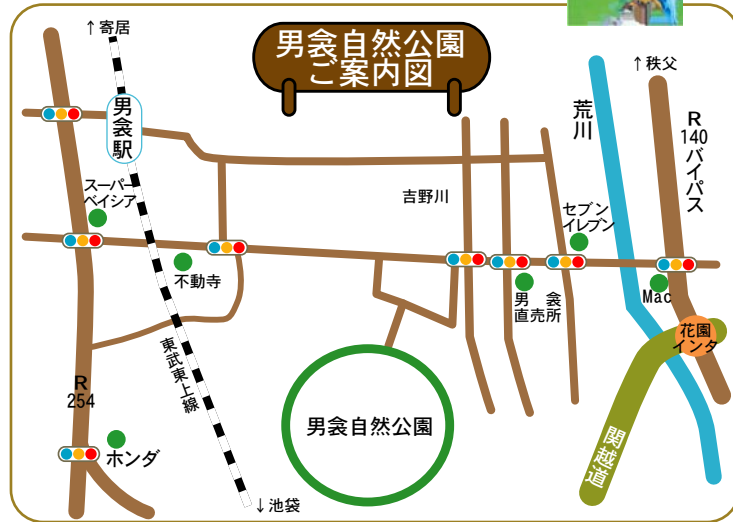 男衾自然公園
ご案内図
↑寄居
↑秩父
荒川
R
140
バイパス
男衾駅
スーパー
ベイシア
吉野川
セブン
イレブン
不動寺
男衾
直売所
Mac
花園
インタ
東武東上線
R
254
男衾自然公園
関越道
ホンダ
↓池袋